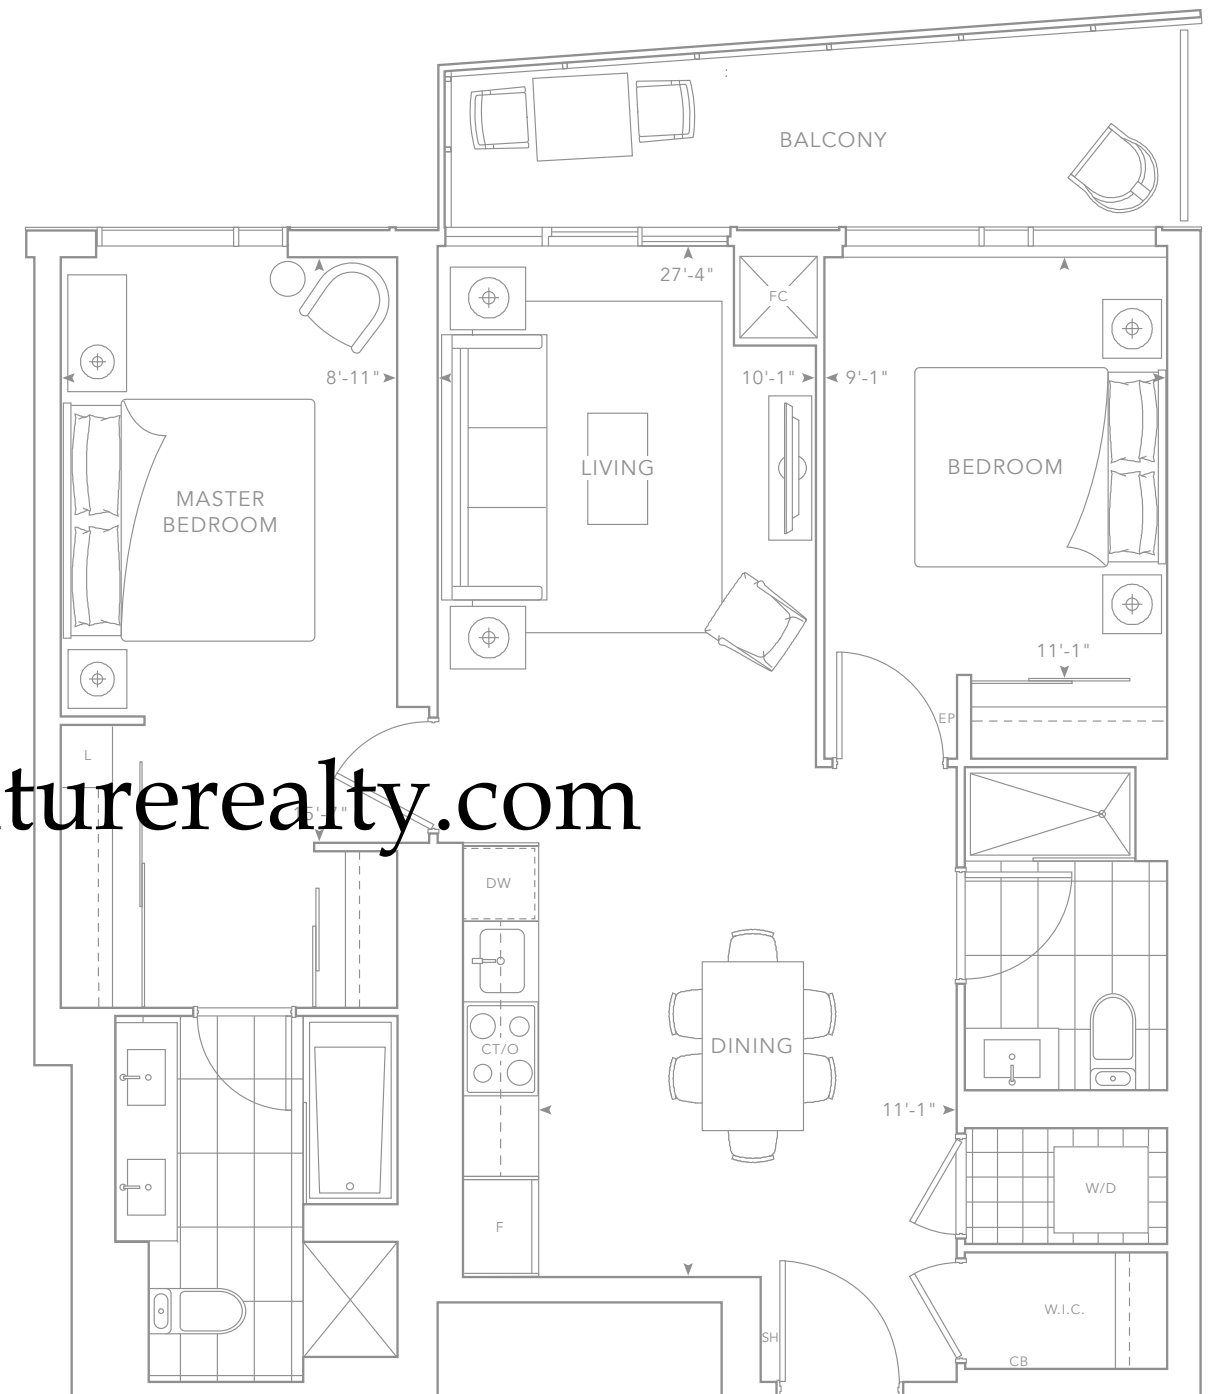 BALCONY
27'-4"
FC
8'-11"
10'-1"
9'-1"
LIVING
BEDROOM
MASTER
BEDROOM
11'-1"
EP
L
turerealty.com
DW
CT/O
DINING
11'-1"
W/D
F
W.I.C.
SH
CB